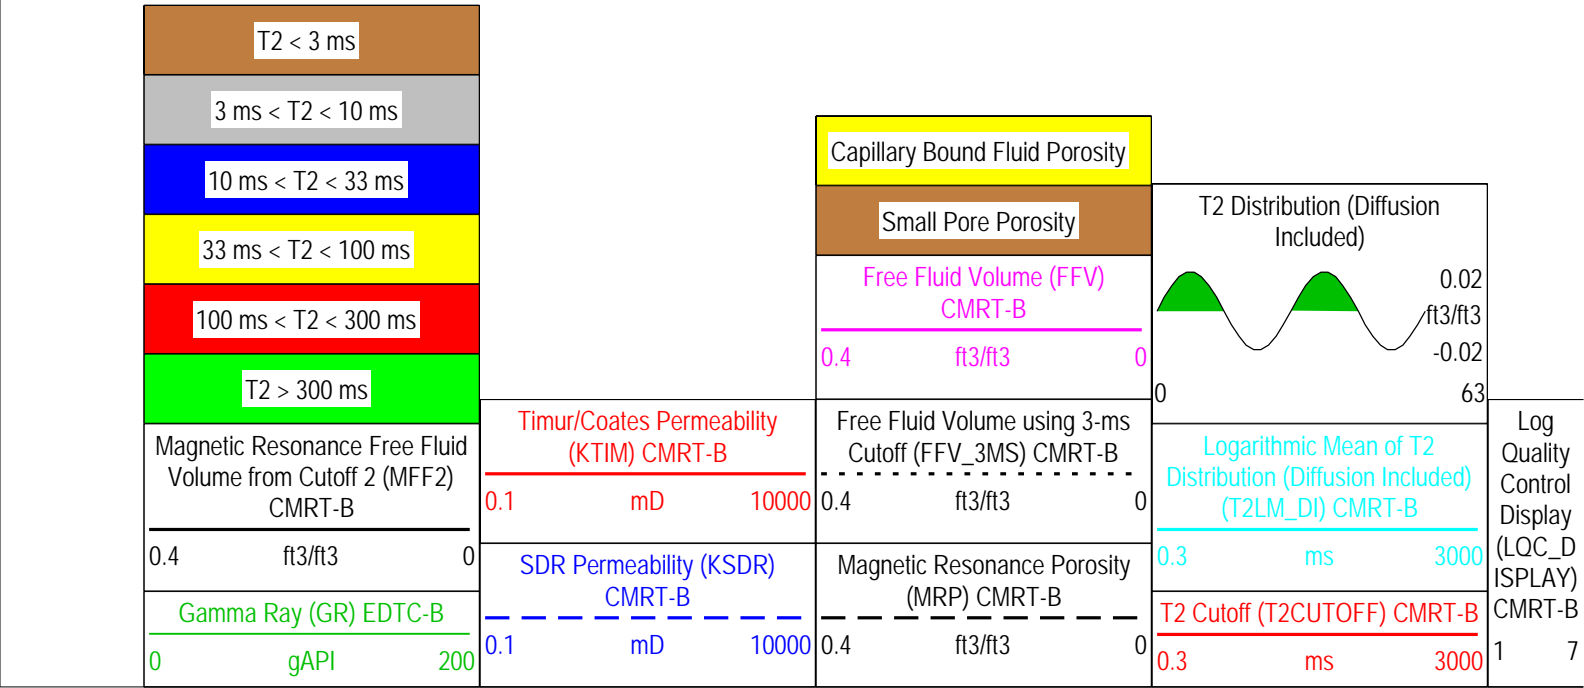 T2 < 3 ms
3 ms < T2 < 10 ms
10 ms < T2 < 33 ms
33 ms < T2 < 100 ms
100 ms < T2 < 300 ms
T2 > 300 ms
Magnetic Resonance Free Fluid
Volume from Cutoff 2 (MFF2)
CMRT-B
0.4 ft3/ft3 0
Gamma Ray (GR) EDTC-B
0 gAPI 200
Timur/Coates Permeability
(KTIM) CMRT-B
0.1 mD 10000
SDR Permeability (KSDR)
CMRT-B
0.1 mD 10000
Capillary Bound Fluid Porosity
Small Pore Porosity
Free Fluid Volume (FFV)
CMRT-B
0.4 ft3/ft3 0
Free Fluid Volume using 3-ms
Cutoff (FFV_3MS) CMRT-B
0.4 ft3/ft3 0
Magnetic Resonance Porosity
(MRP) CMRT-B
0.4 ft3/ft3 0
T2 Distribution (Diffusion
Included)
0.02
ft3/ft3
-0.02
0 63
Logarithmic Mean of T2
Distribution (Diffusion Included)
(T2LM_DI) CMRT-B
0.3 ms 3000
T2 Cutoff (T2CUTOFF) CMRT-B
0.3 ms 3000
Log
Quality
Control
Display
(LQC_D
ISPLAY)
CMRT-B
1 7